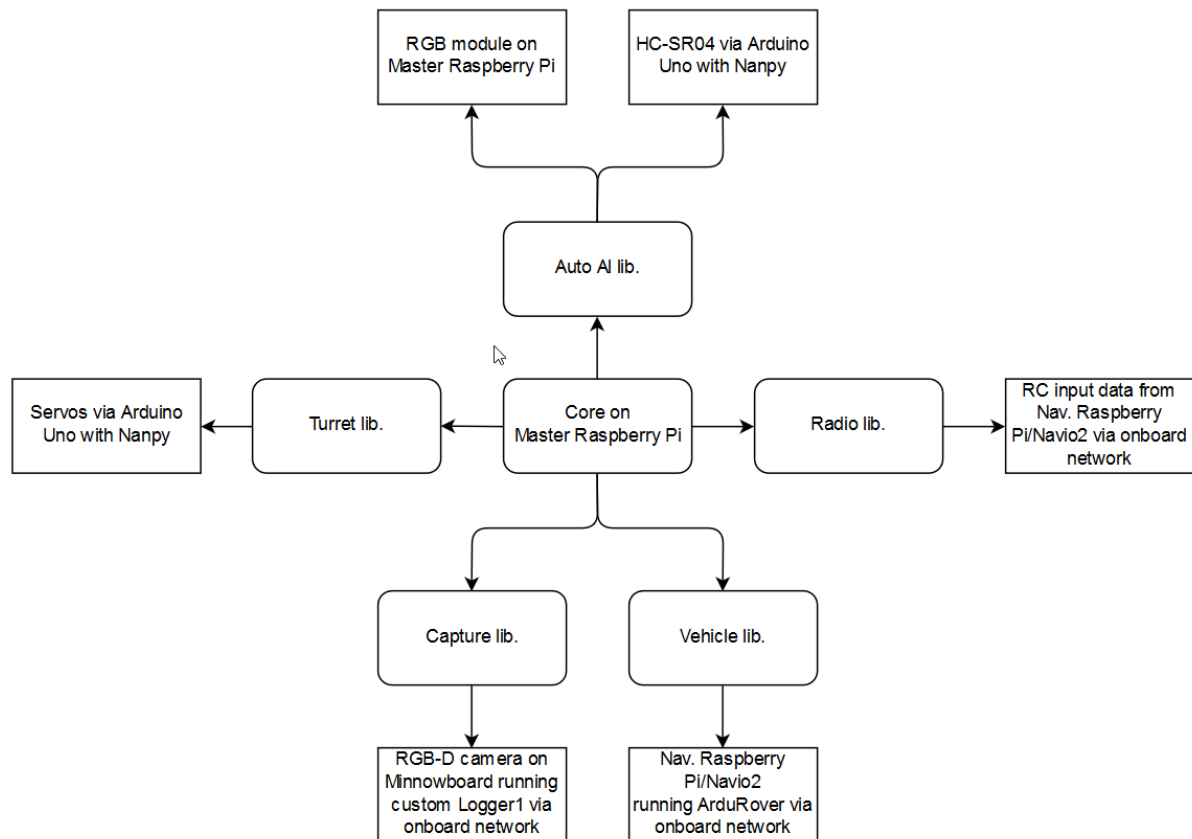 RGB module on
Master Raspberry Pi
HC-SR04 via Arduino
Uno with Nanpy
Auto AI lib.
Servos via Arduino
Uno with Nanpy
Turret lib.
Core on
Master Raspberry Pi
Radio lib.
RC input data from
Nav. Raspberry
Pi/Navio2 via onboard
network
Capture lib.
Vehicle lib.
RGB-D camera on
Minnowboard running
custom Logger1 via
onboard network
Nav. Raspberry
Pi/Navio2
running ArduRover via
onboard network